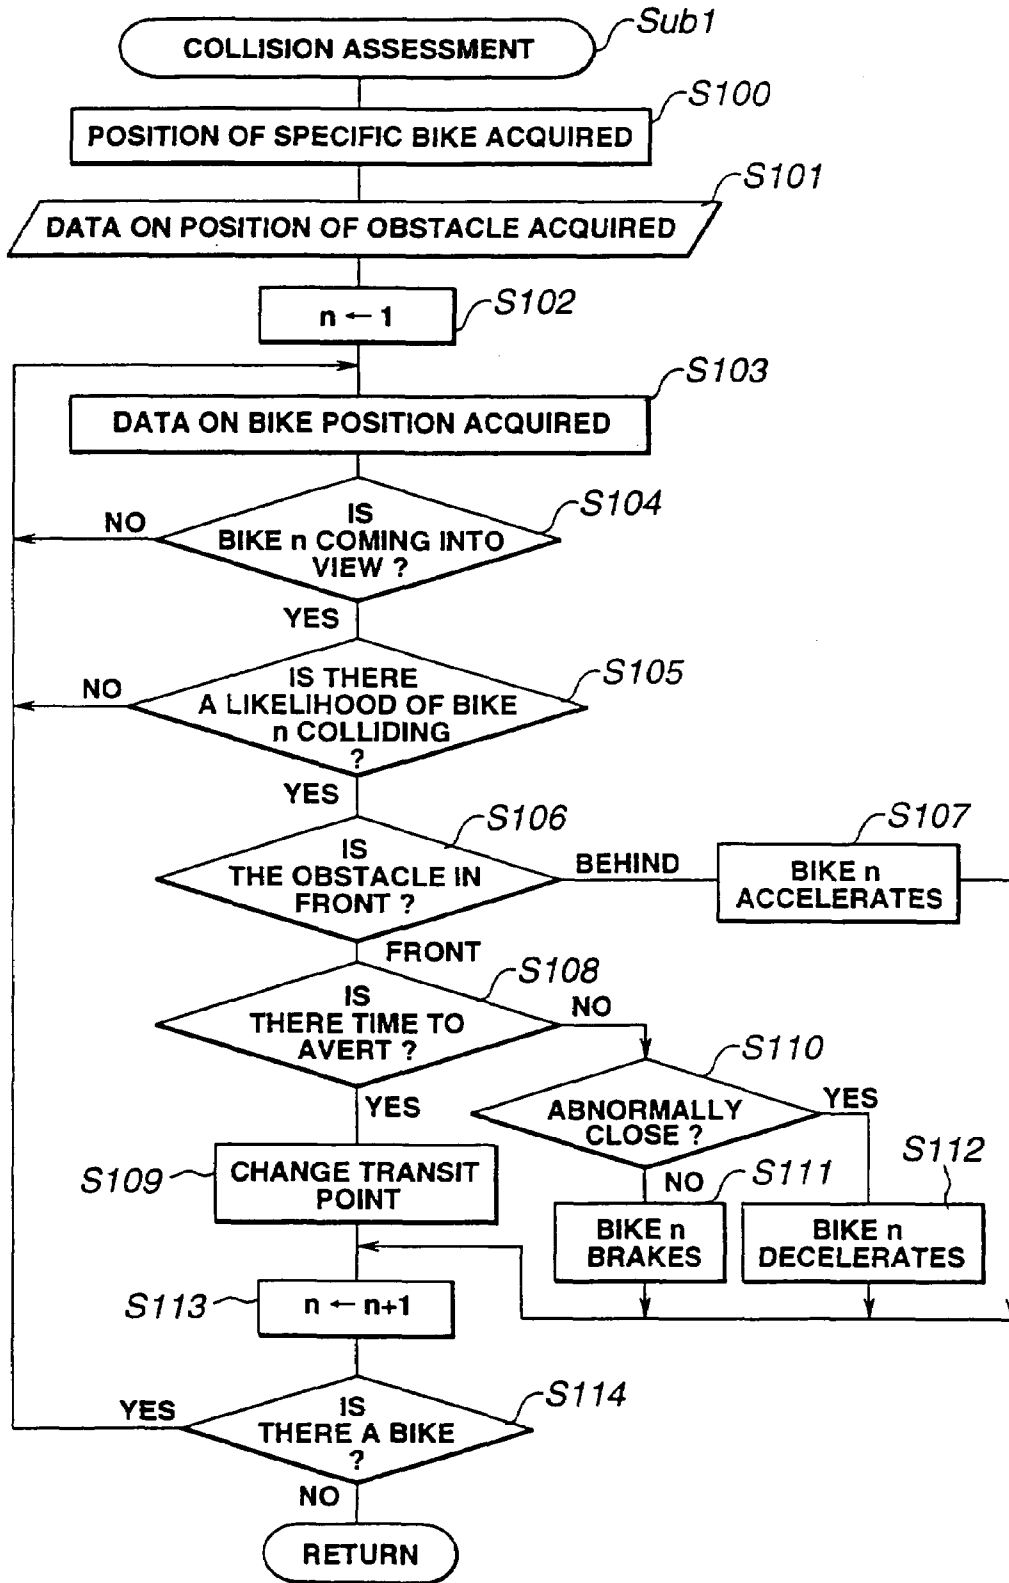 COLLISION ASSESSMENT
Sub1
S100
POSITION OF SPECIFIC BIKE ACQUIRED
S101
DATA ON POSITION OF OBSTACLE ACQUIRED
S102
n ← 1
S103
DATA ON BIKE POSITION ACQUIRED
S104
IS
BIKE n COMING INTO
VIEW ?
NO
YES
S105
IS THERE
A LIKELIHOOD OF BIKE
n COLLIDING
?
NO
YES
S106
IS
THE OBSTACLE IN
FRONT ?
BEHIND
S107
BIKE n
ACCELERATES
FRONT
S108
IS
THERE TIME TO
AVERT ?
NO
YES
S110
ABNORMALLY
CLOSE ?
YES
NO
S109
CHANGE TRANSIT
POINT
S111
BIKE n
BRAKES
S112
BIKE n
DECELERATES
S113
n ← n+1
S114
IS
THERE A BIKE
?
YES
NO
RETURN